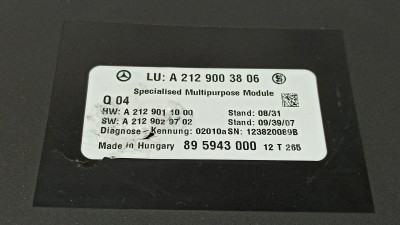 LU: A 212 900 38 06
Specialised Multipurpose Module
Q 04
HW: A 212 901 10 00 Stand: 08/31
SW: A 212 902 97 02 Stand: 09/39/07
Diagnose - Kennung: 02010a SN: 123820089B
Made in Hungary 89 5943 000 12 T 265